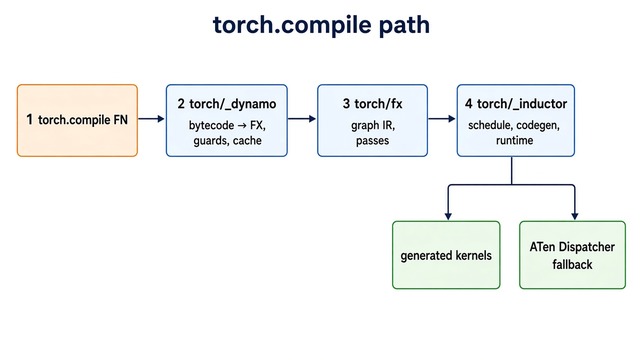 torch.compile path
1 torch.compile FN
2 torch/_dynamo
bytecode → FX,
guards, cache
3 torch/fx
graph IR,
passes
4 torch/_inductor
schedule, codegen,
runtime
generated kernels
ATen Dispatcher
fallback